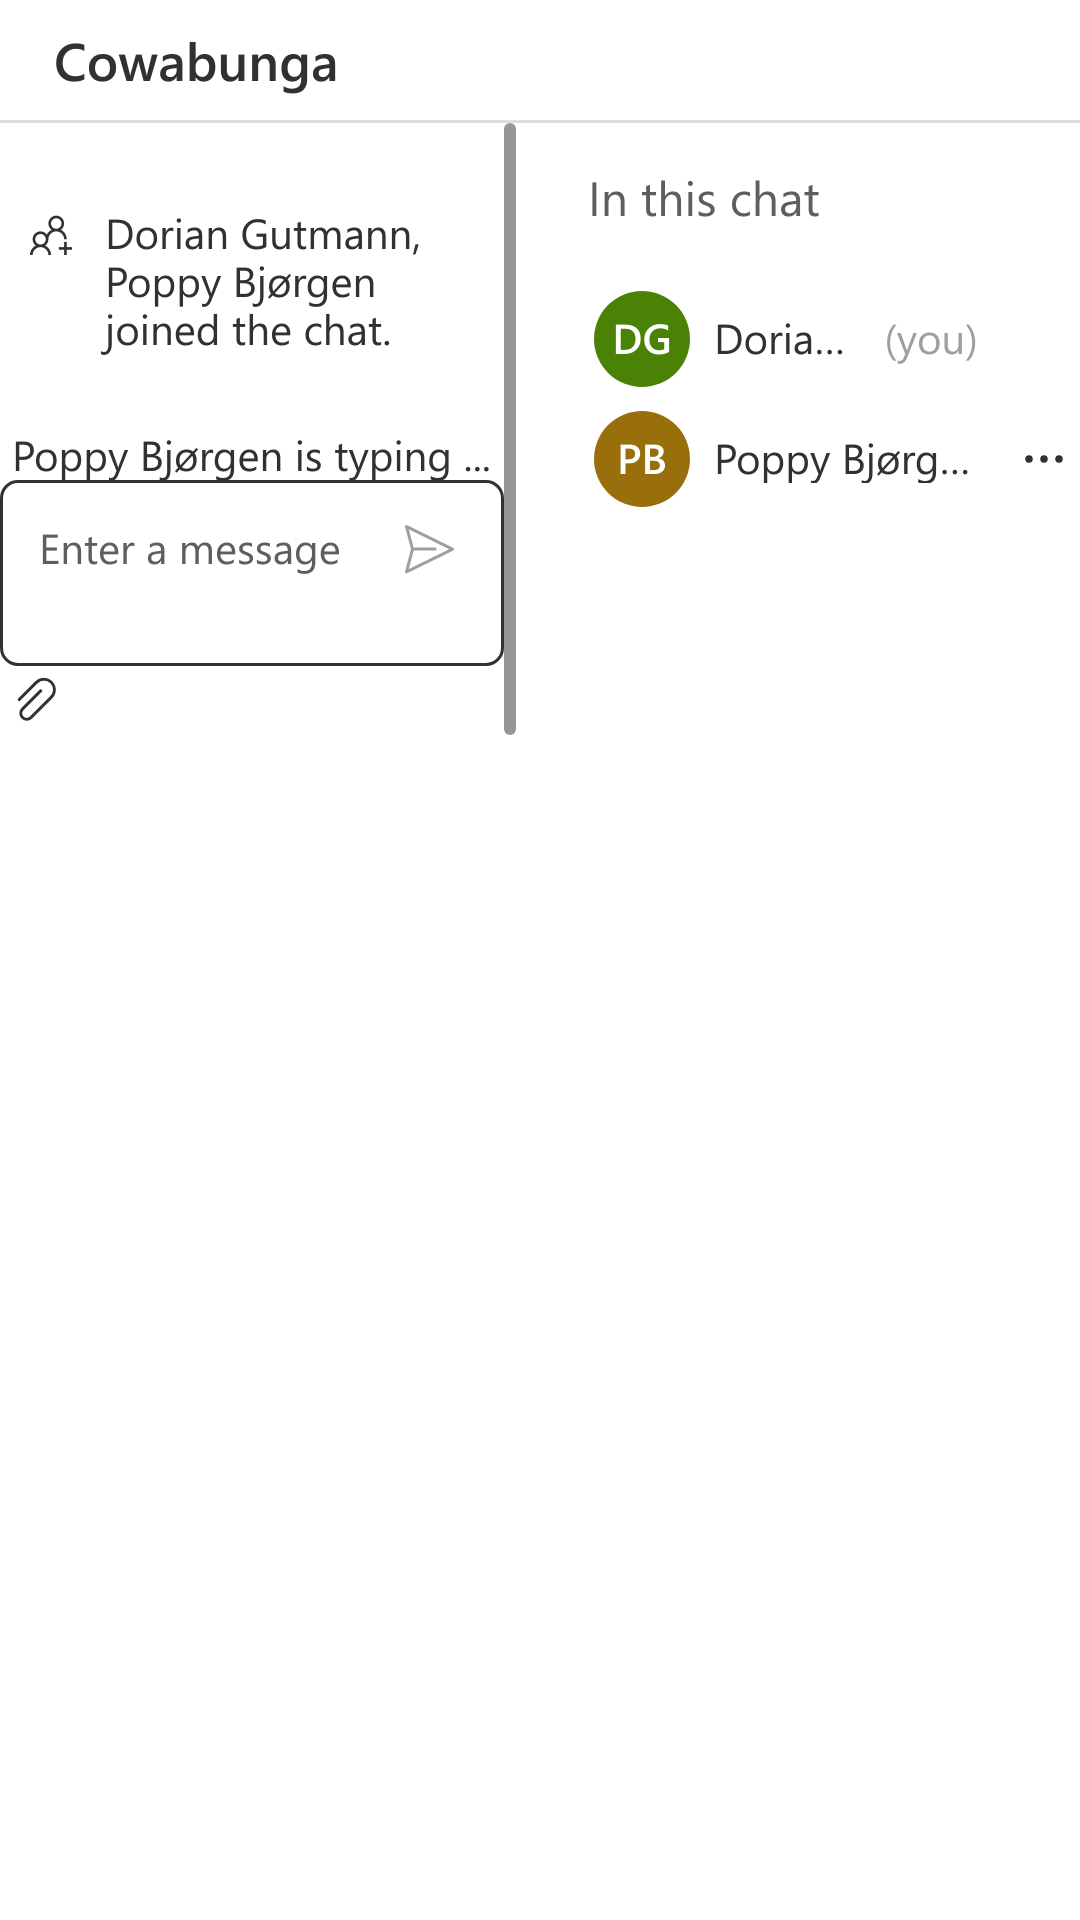 Cowabunga
Dorian Gutmann,
Poppy Bjørgen
joined the chat.
Poppy Bjørgen is typing ...
Enter a message
In this chat
DG Doria... (you)
PB Poppy Bjørg...